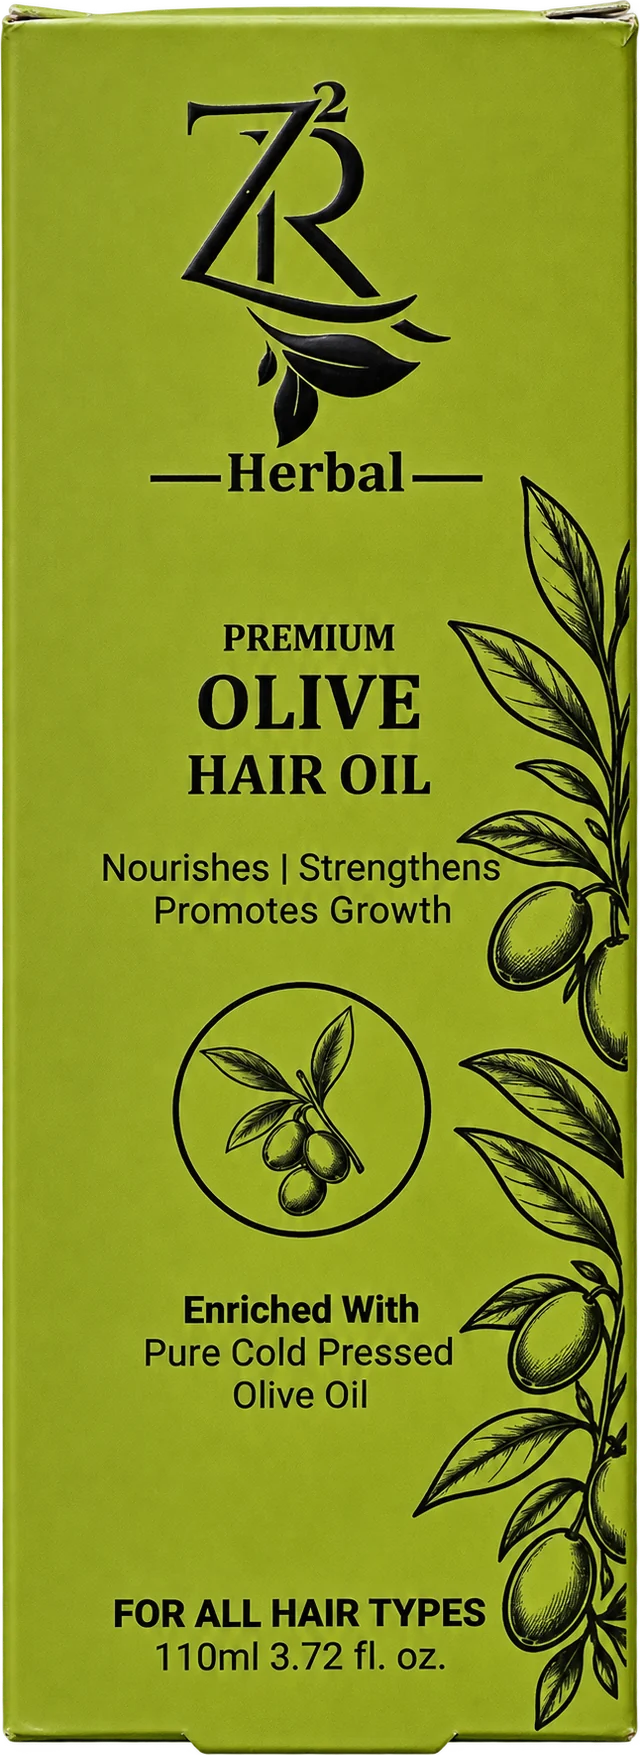 ZR²
Herbal
PREMIUM
OLIVE
HAIR OIL
Nourishes | Strengthens
Promotes Growth
Enriched With
Pure Cold Pressed
Olive Oil
FOR ALL HAIR TYPES
110ml 3.72 fl. oz.